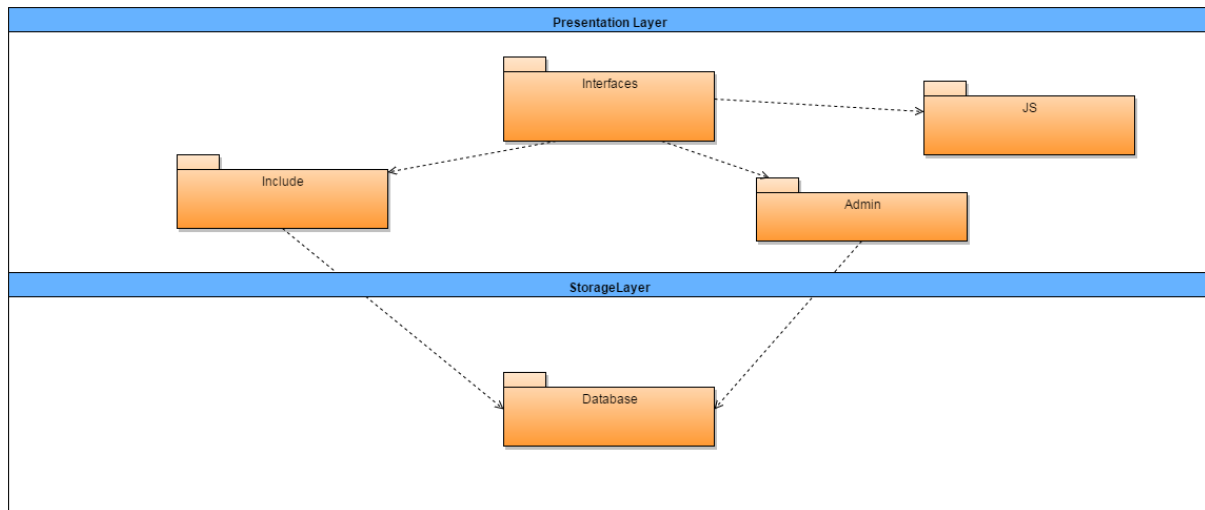 Presentation Layer
Interfaces
JS
Include
Admin
StorageLayer
Database